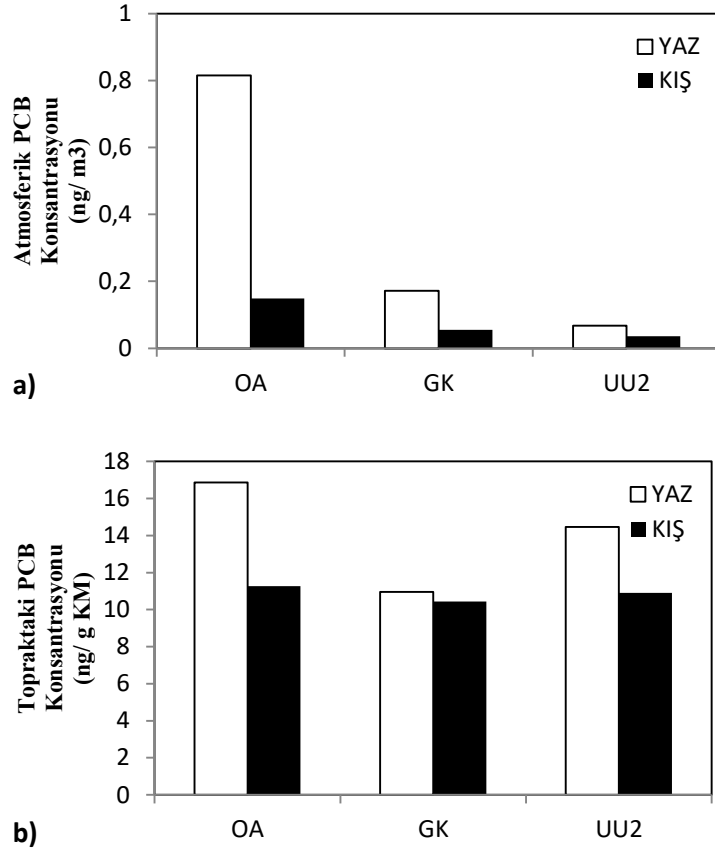 Atmosferik PCB
Konsantrasyonu
(ng/ m3)
1
0,8
0,6
0,4
0,2
0
YAZ
KIŞ
OA GK UU2
a)
Topraktaki PCB
Konsantrasyonu
(ng/ g KM)
18
16
14
12
10
8
6
4
2
0
YAZ
KIŞ
OA GK UU2
b)